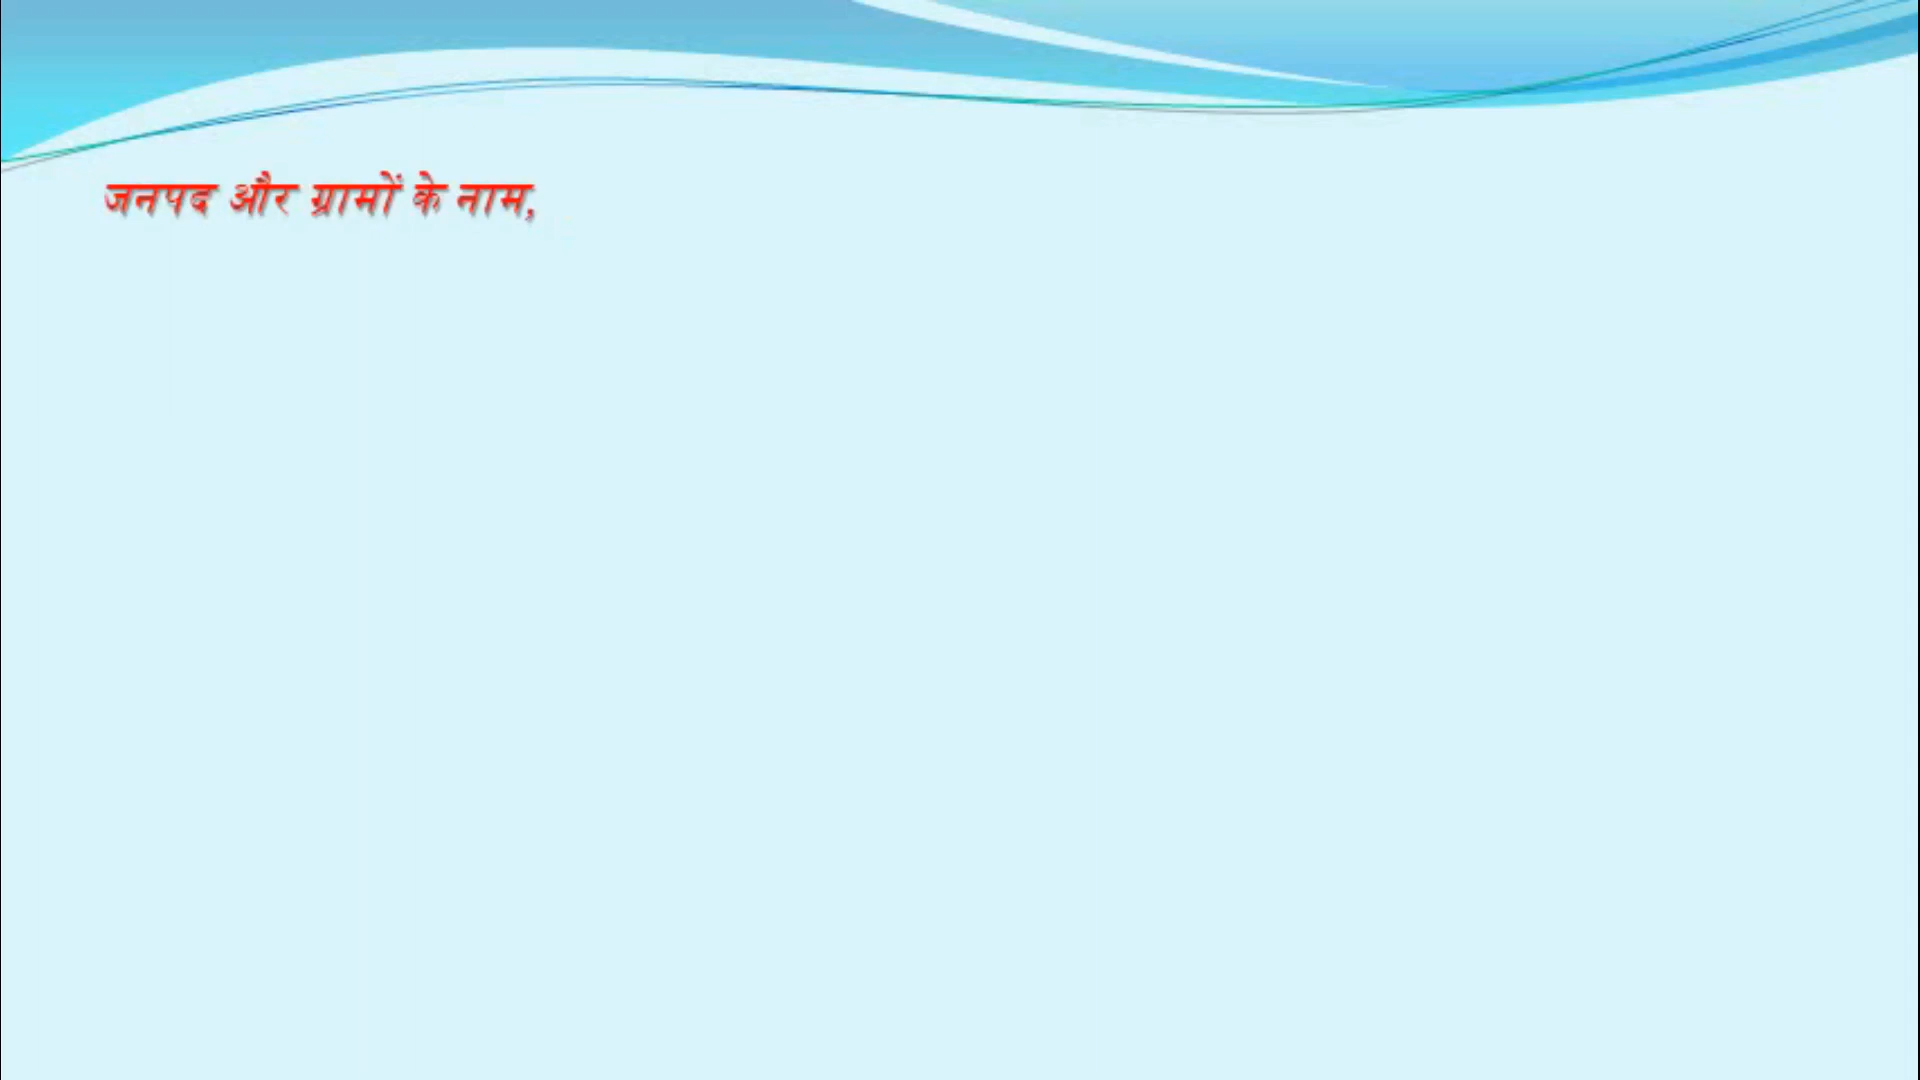 जनपद और ग्रामों के नाम,